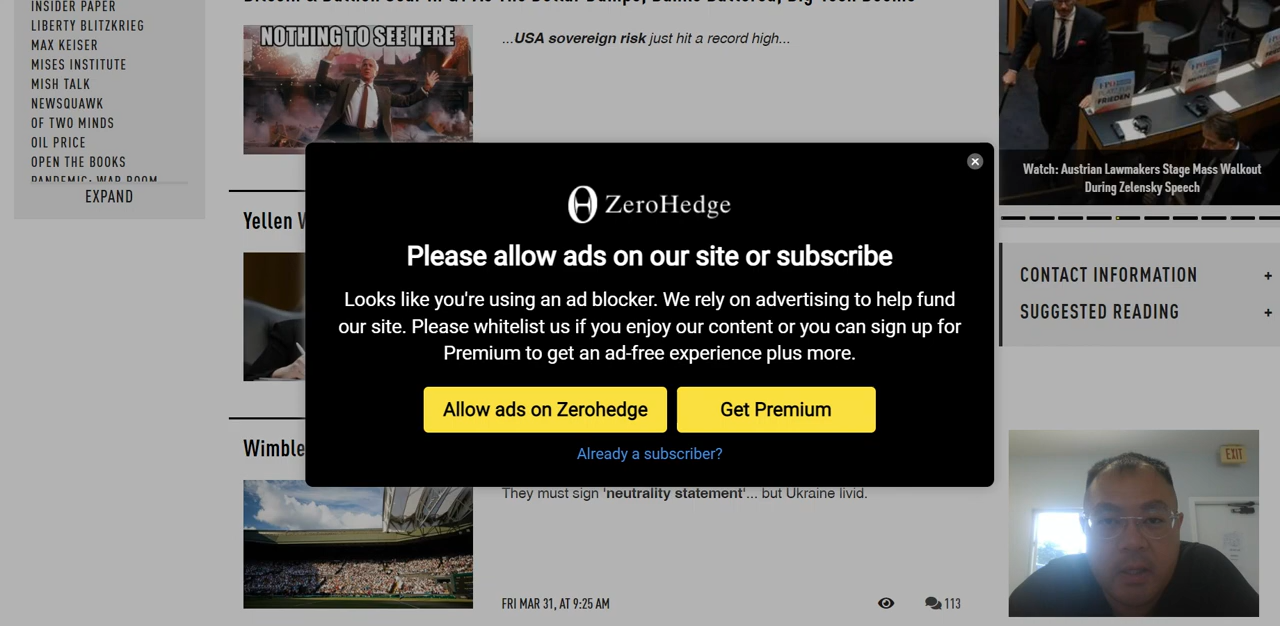 INSIDER PAPER
LIBERTY BLITZKRIEG
MAX KEISER
MISES INSTITUTE
MISH TALK
NEWSQUAWK
OF TWO MINDS
OIL PRICE
OPEN THE BOOKS
EXPAND
NOTHING TO SEE HERE
...USA sovereign risk just hit a record high...
Yellen
Wimble
ZeroHedge
Please allow ads on our site or subscribe
Looks like you're using an ad blocker. We rely on advertising to help fund
our site. Please whitelist us if you enjoy our content or you can sign up for
Premium to get an ad-free experience plus more.
Allow ads on Zerohedge
Get Premium
Already a subscriber?
They must sign 'neutrality statement'... but Ukraine livid.
FRI MAR 31, AT 9:25 AM
113
FRIEDEN
Watch: Austrian Lawmakers Stage Mass Walkout
During Zelensky Speech
CONTACT INFORMATION +
SUGGESTED READING +
EXIT